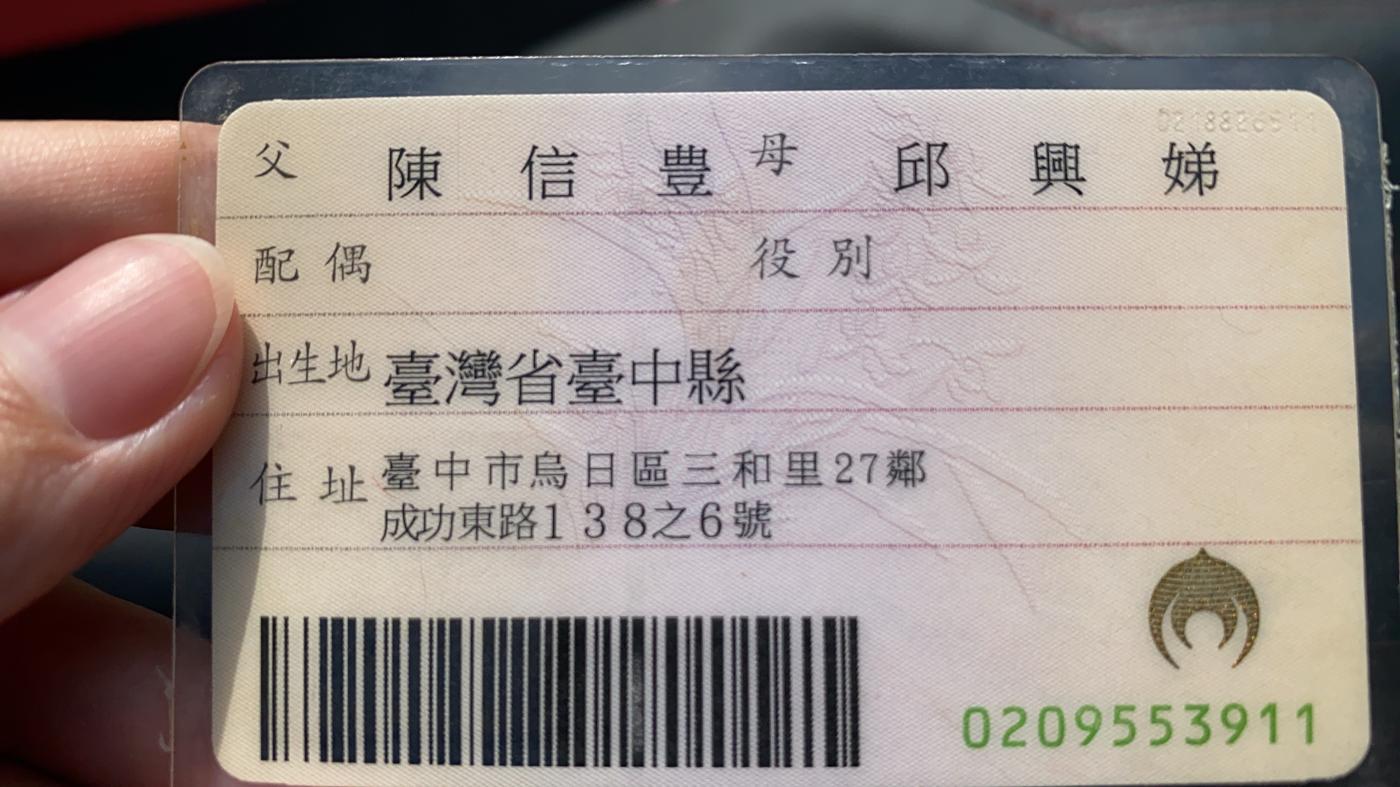 父 陳信豊 母 邱興娣
配偶 役別
出生地 臺灣省臺中縣
住址 臺中市烏日區三和里27鄰
成功東路138之6號
0209553911